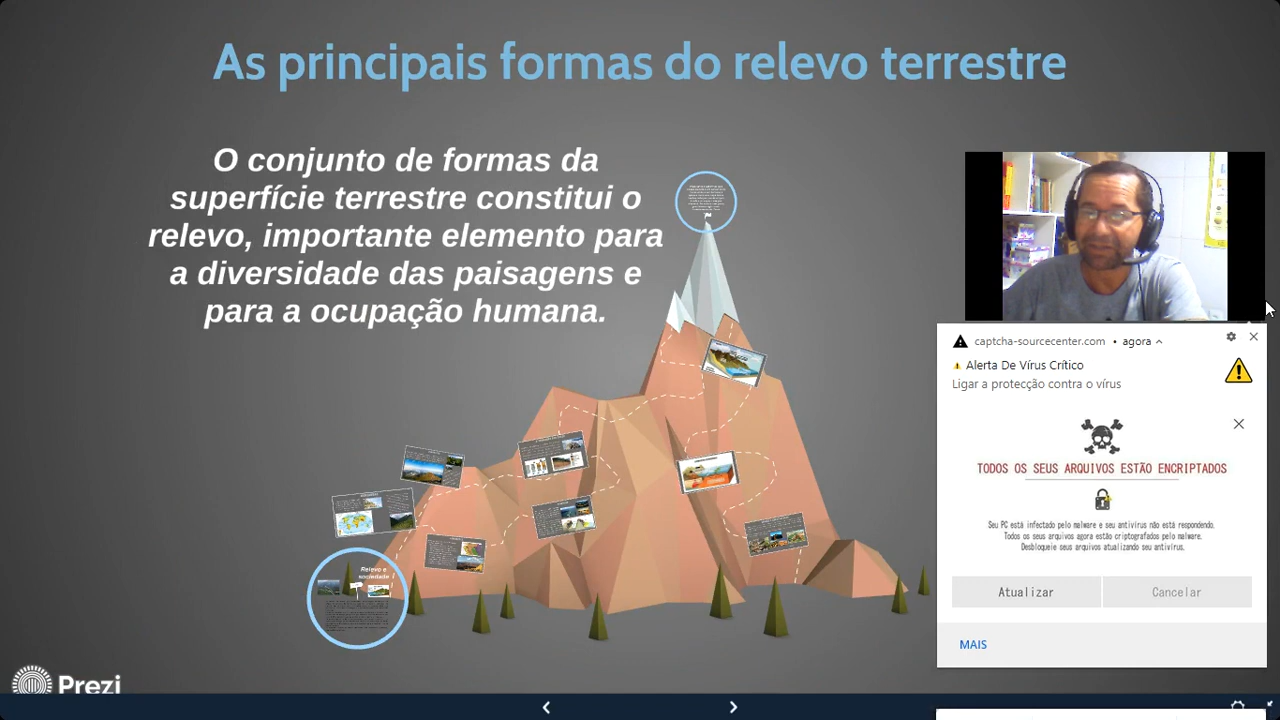 As principais formas do relevo terrestre
O conjunto de formas da
superfície terrestre constitui o
relevo, importante elemento para
a diversidade das paisagens e
para a ocupação humana.
captcha-sourcecenter.com • agora
Alerta De Vírus Crítico
Ligar a protecção contra o vírus
TODOS OS SEUS ARQUIVOS ESTÃO ENCRIPTADOS
Seu PC está infectado pelo malware e seu antivírus não está respondendo.
Todos os seus arquivos agora estão criptografados pelo malware.
Desbloqueie seus arquivos atualizando seu antivírus.
Atualizar
Cancelar
MAIS
Relevo e
sociedade
Prezi